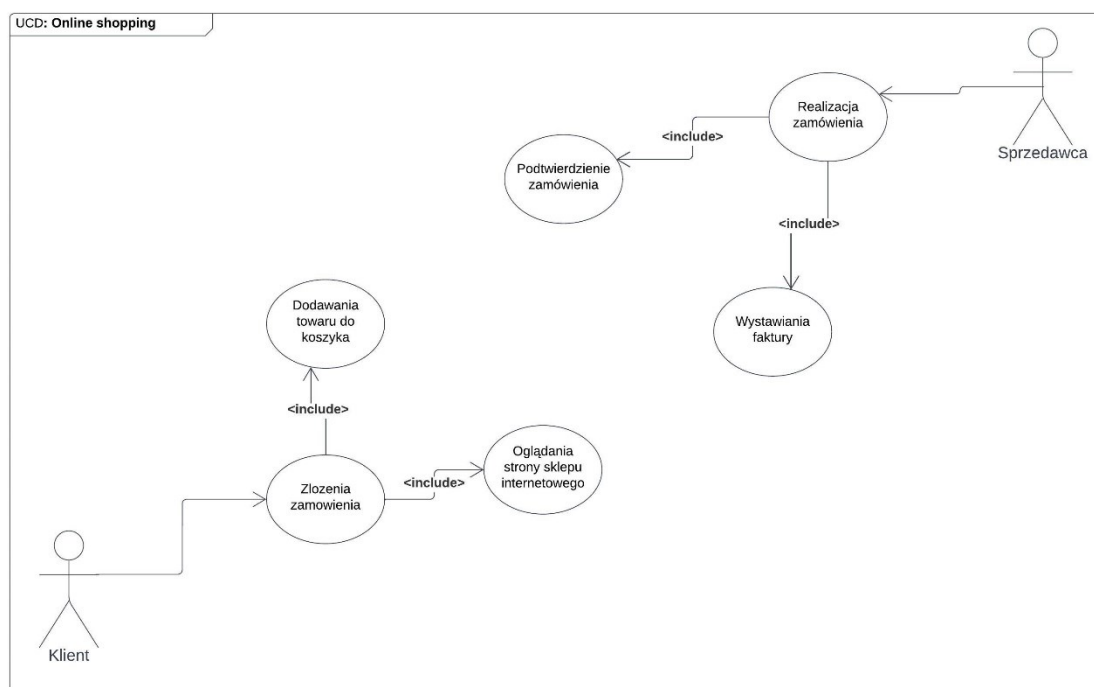 UCD: Online shopping
Realizacja
zamówienia
Sprzedawca
<include>
Podtwierdzienie
zamówienia
<include>
Wystawiania
faktury
Dodawania
towaru do
koszyka
<include>
Oglądania
strony sklepu
internetowego
<include>
Zlozenia
zamowienia
Klient